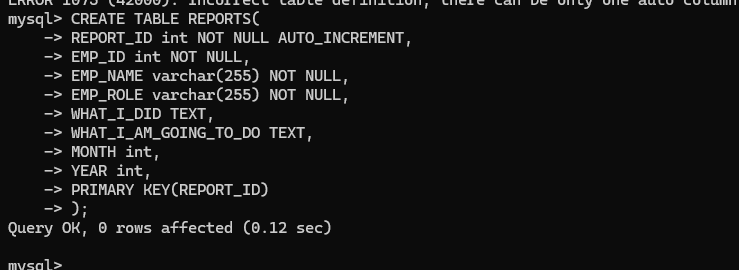 ERROR 1075 (42000): Incorrect table definition; there can be only one auto column
mysql> CREATE TABLE REPORTS(
    -> REPORT_ID int NOT NULL AUTO_INCREMENT,
    -> EMP_ID int NOT NULL,
    -> EMP_NAME varchar(255) NOT NULL,
    -> EMP_ROLE varchar(255) NOT NULL,
    -> WHAT_I_DID TEXT,
    -> WHAT_I_AM_GOING_TO_DO TEXT,
    -> MONTH int,
    -> YEAR int,
    -> PRIMARY KEY(REPORT_ID)
    -> );
Query OK, 0 rows affected (0.12 sec)
mysql>